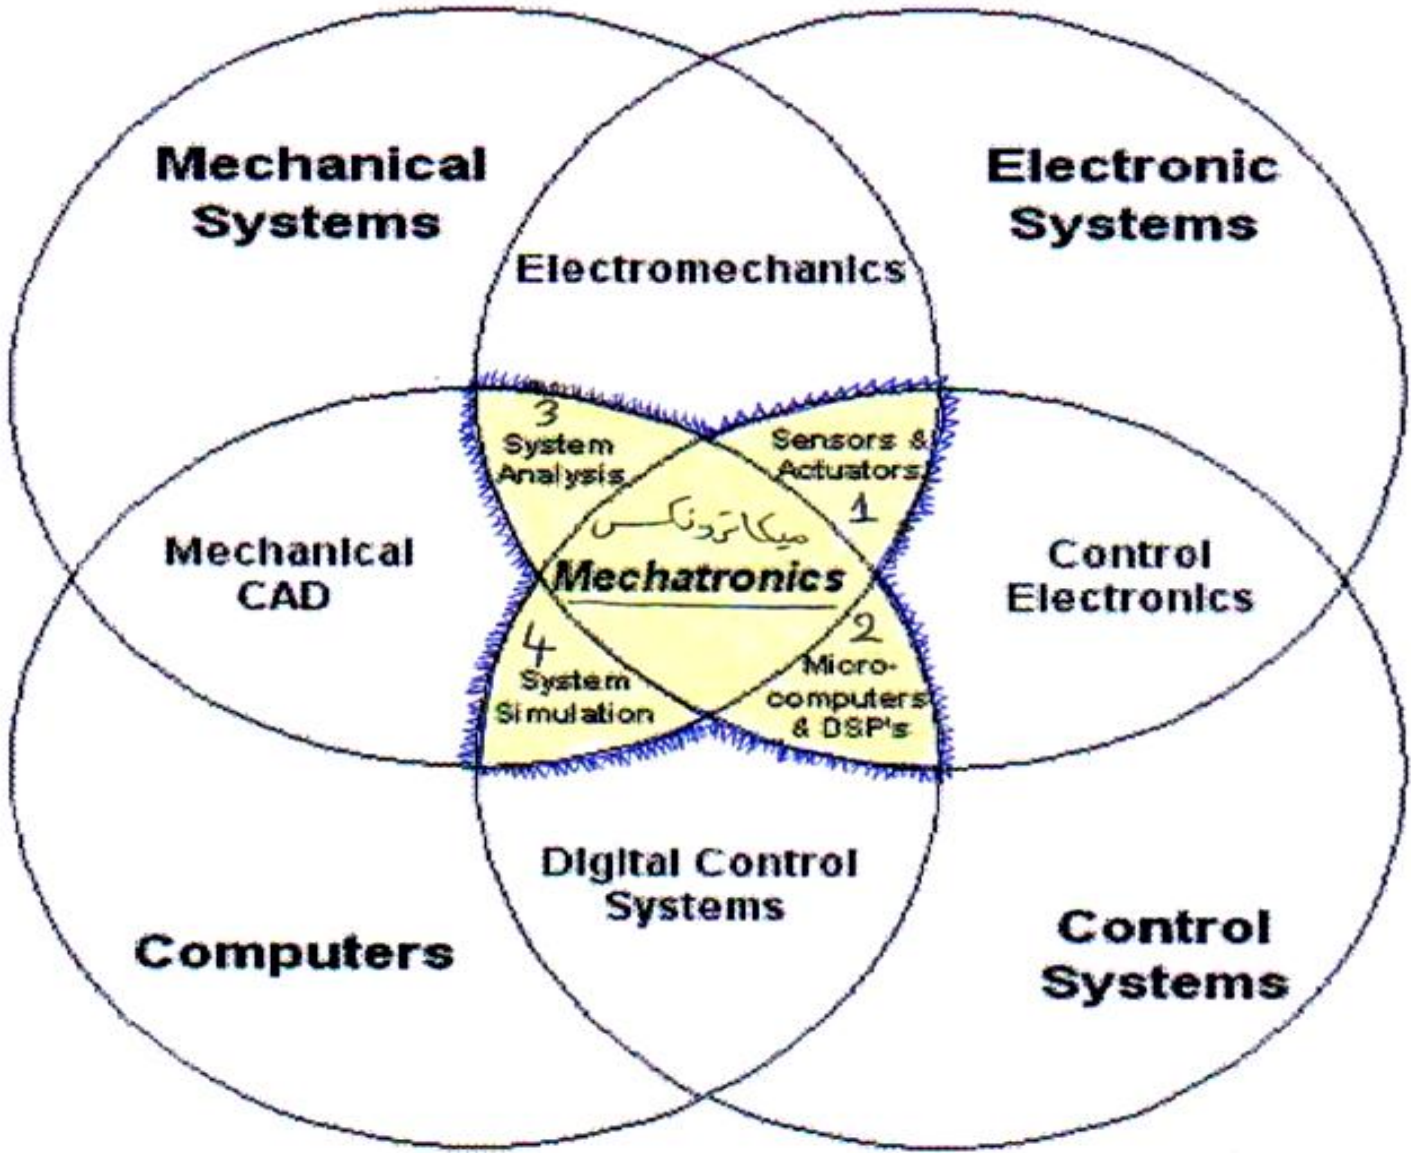 Mechanical
Systems
Electronic
Systems
Electromechanics
3
System
Analysis
Sensors &
Actuators
1
ميكاترونكس
Mechatronics
Mechanical
CAD
Control
Electronics
4
System
Simulation
2
Micro-
computers
& DSP's
Digital Control
Systems
Computers
Control
Systems